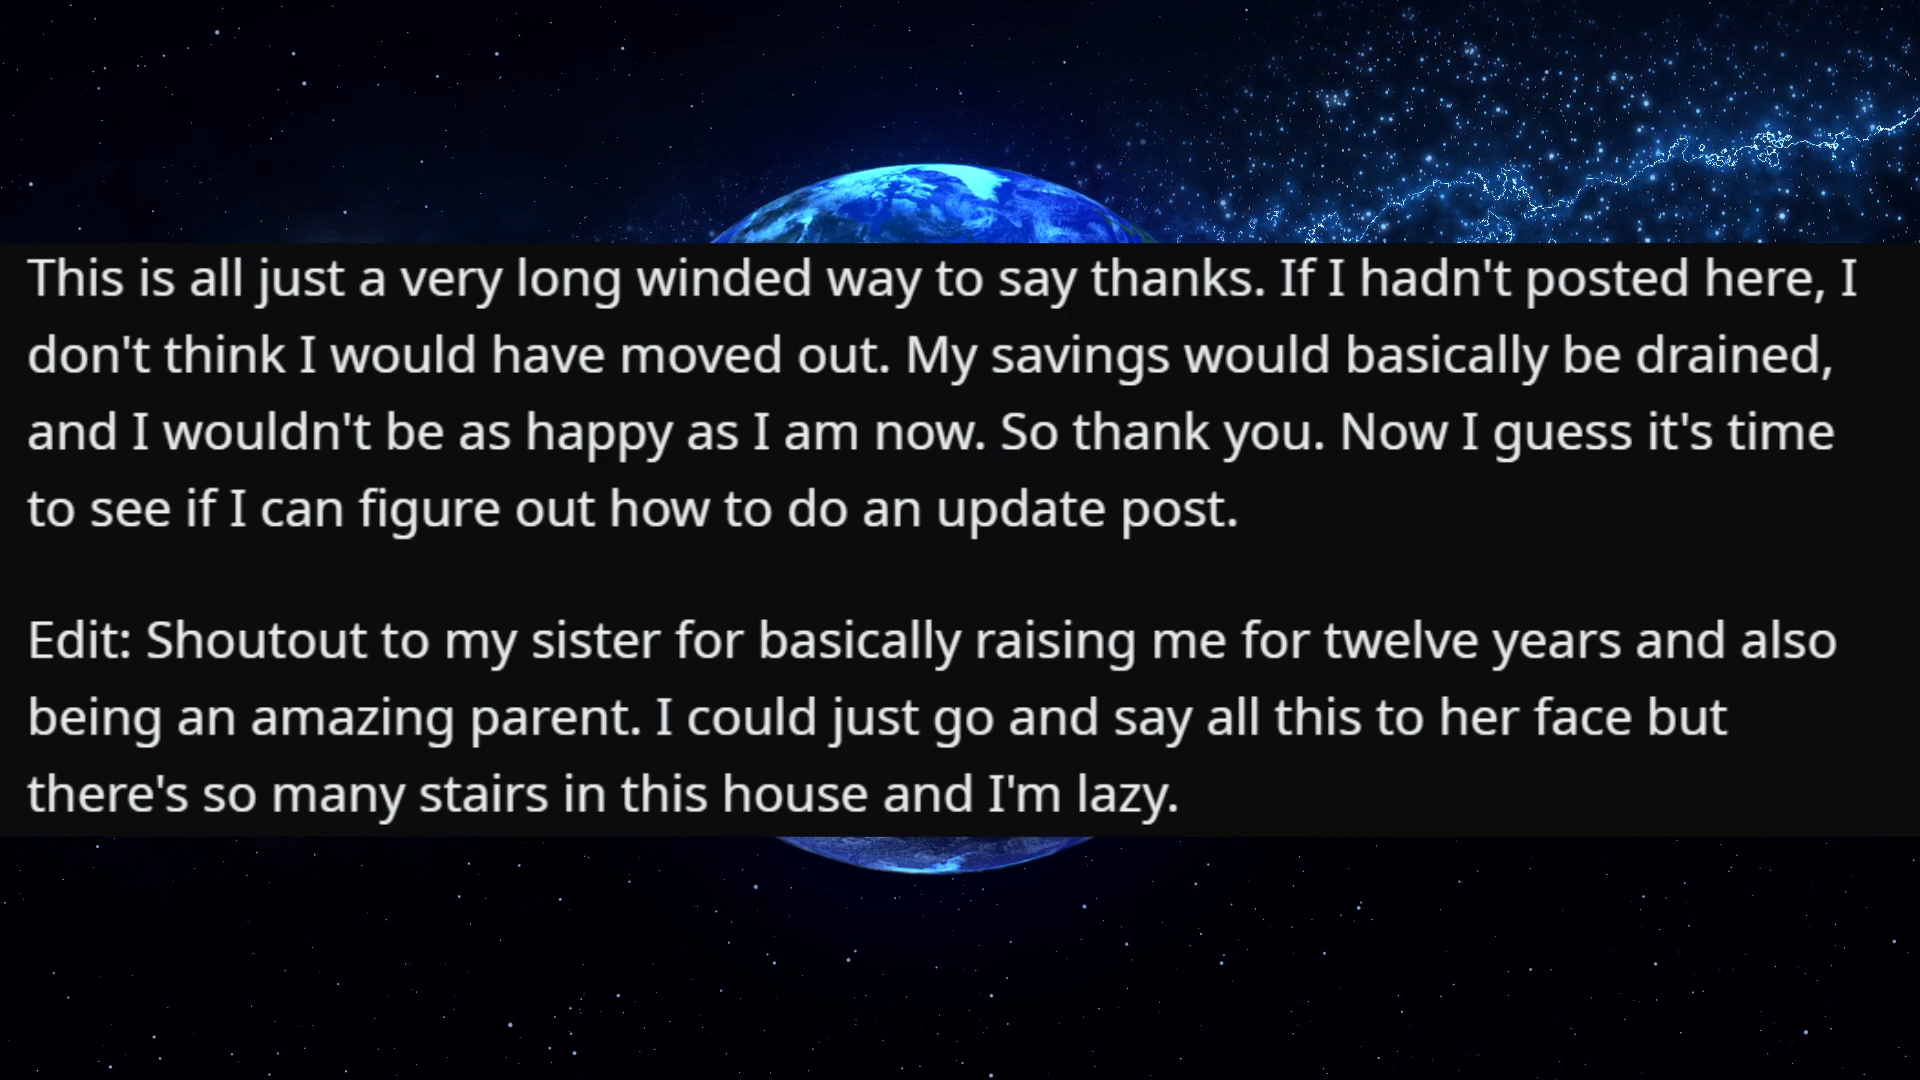 This is all just a very long winded way to say thanks. If I hadn't posted here, I
don't think I would have moved out. My savings would basically be drained,
and I wouldn't be as happy as I am now. So thank you. Now I guess it's time
to see if I can figure out how to do an update post.
Edit: Shoutout to my sister for basically raising me for twelve years and also
being an amazing parent. I could just go and say all this to her face but
there's so many stairs in this house and I'm lazy.